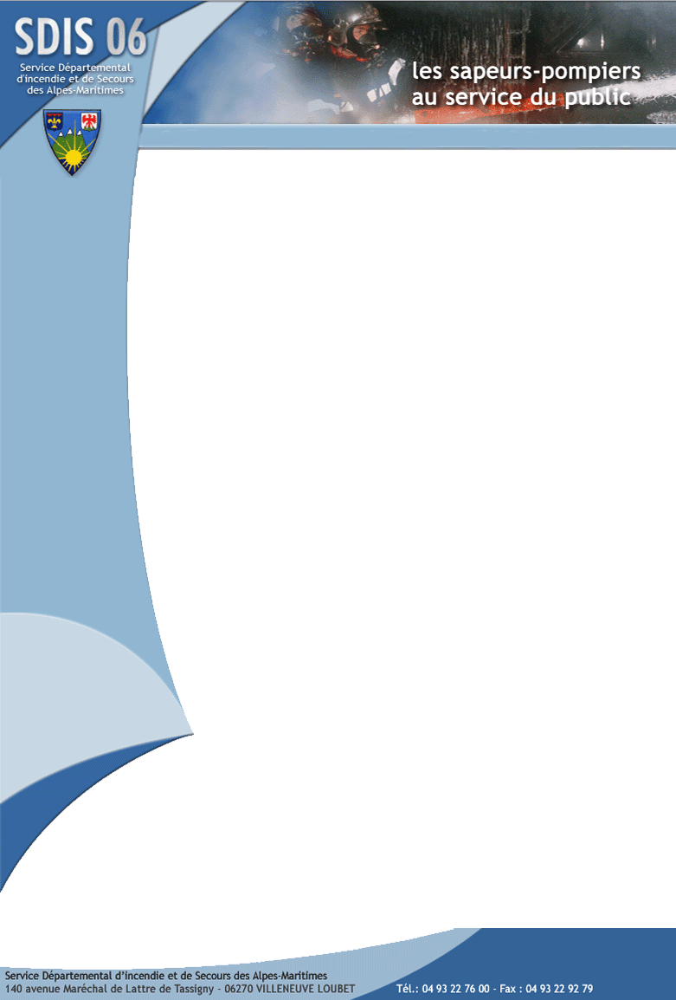 SDIS 06
Service Départemental
d'incendie et de Secours
des Alpes-Maritimes
les sapeurs-pompiers
au service du public
Service Départemental d'incendie et de Secours des Alpes-Maritimes
140 avenue Maréchal de Lattre de Tassigny - 06270 VILLENEUVE LOUBET
Tél.: 04 93 22 76 00 - Fax : 04 93 22 92 79